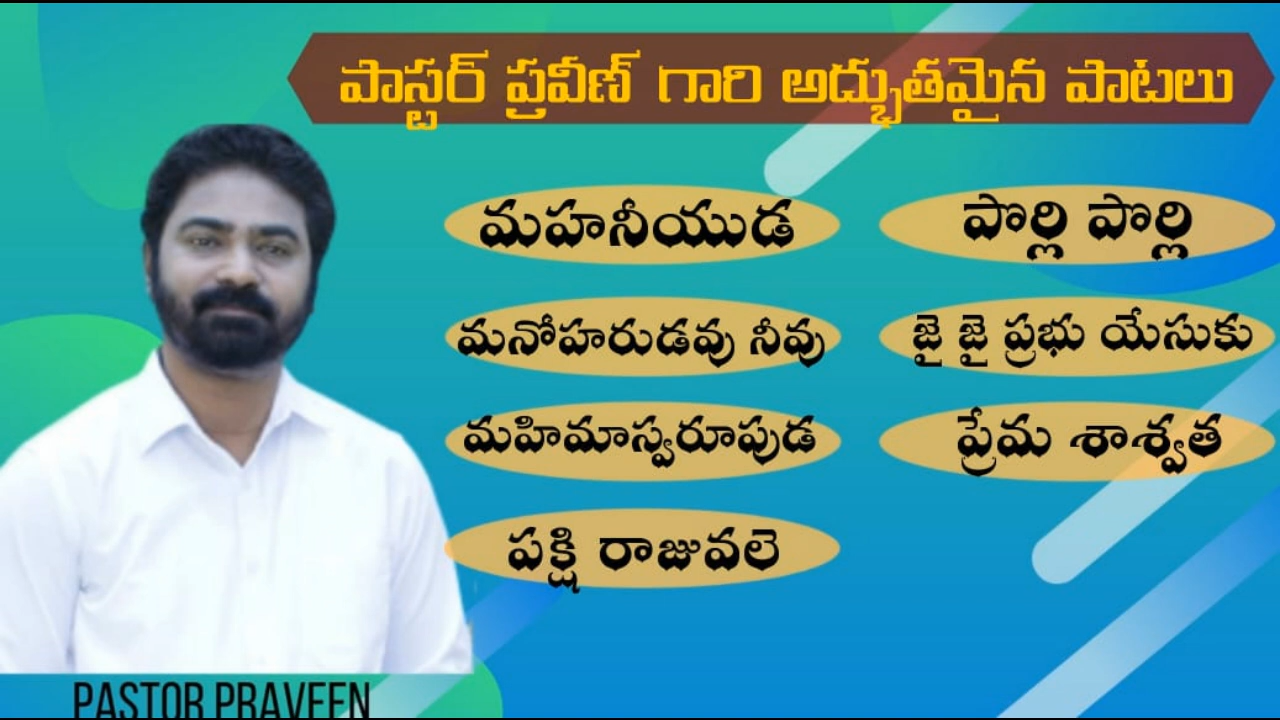 పాస్టర్ ప్రవీణ్ గారి అద్భుతమైన పాటలు
మహనీయుడ
పొర్లి పొర్లి
మనోహరుడవు నీవు
జై జై ప్రభు యేసుకు
మహిమాస్వరూపుడ
ప్రేమ శాశ్వత
పక్షి రాజువలె
PASTOR PRAVEEN